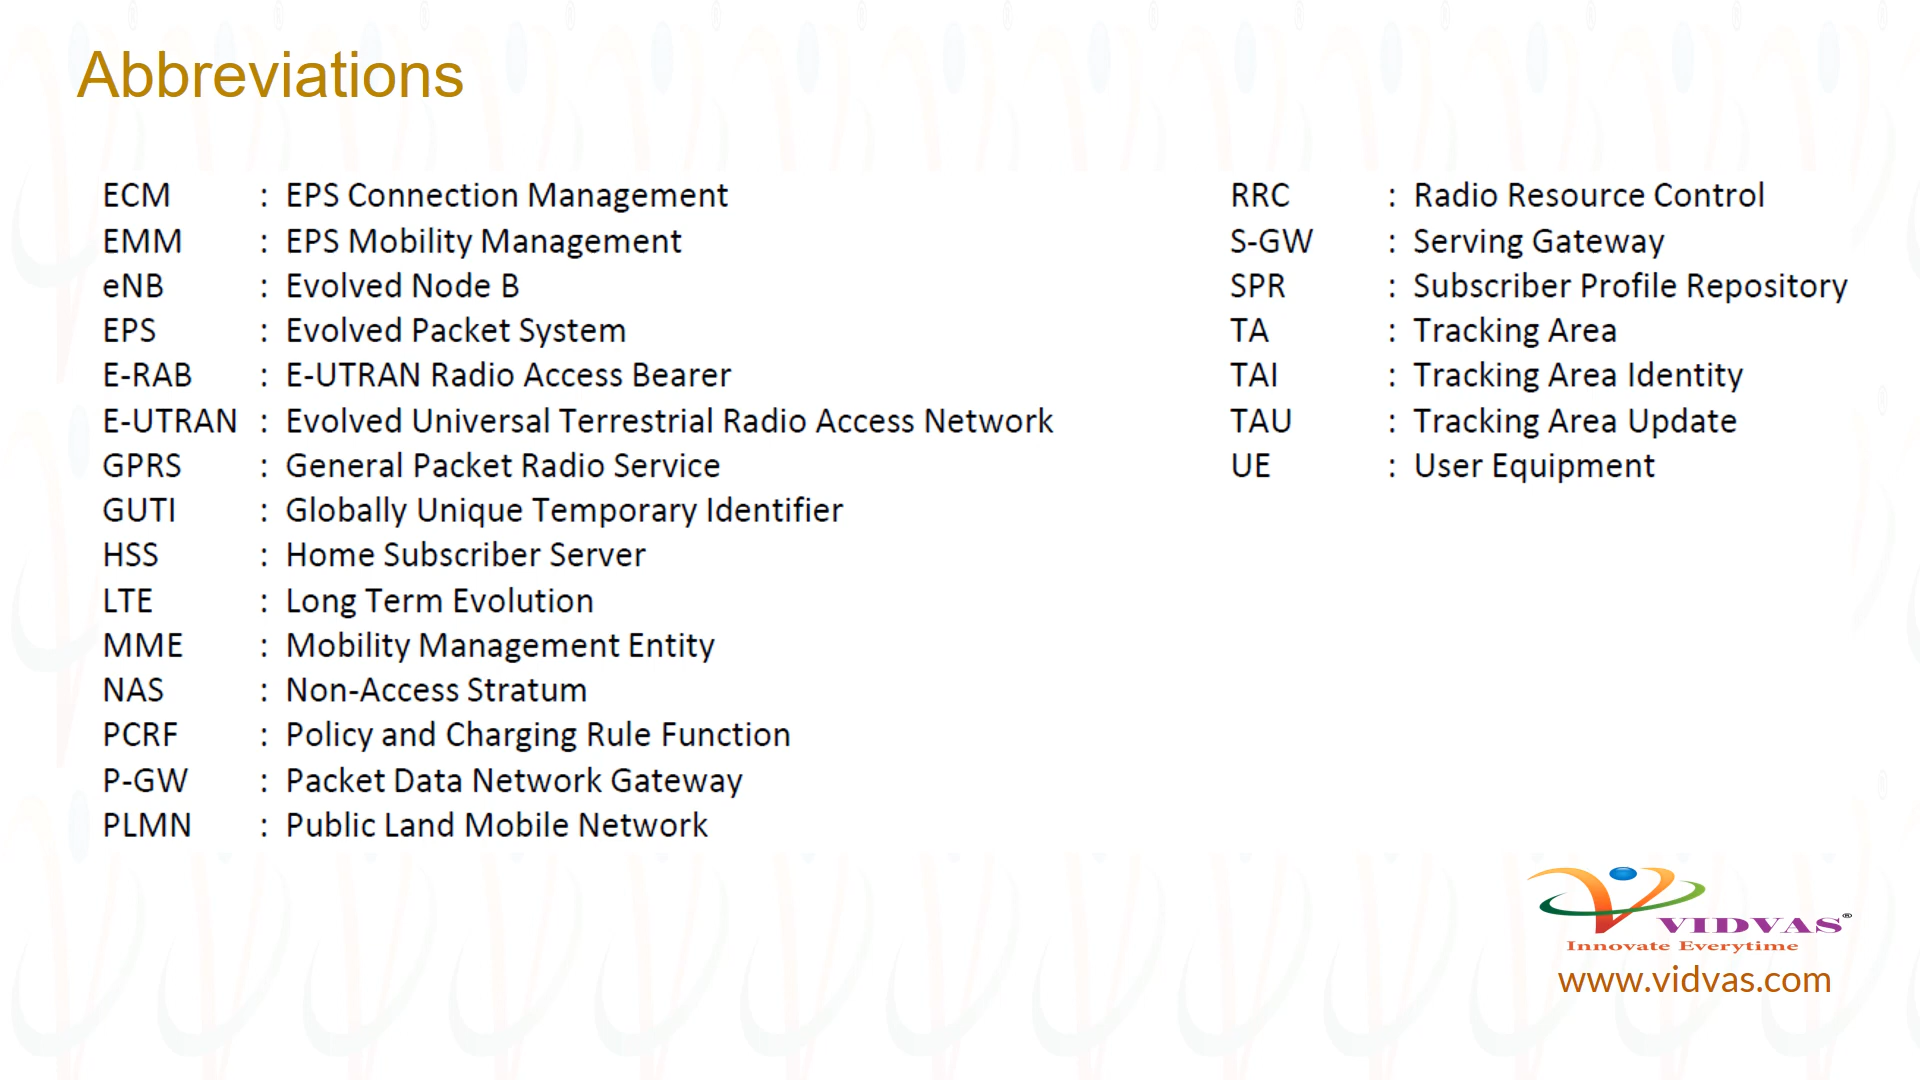 Abbreviations
ECM : EPS Connection Management
EMM : EPS Mobility Management
eNB : Evolved Node B
EPS : Evolved Packet System
E-RAB : E-UTRAN Radio Access Bearer
E-UTRAN : Evolved Universal Terrestrial Radio Access Network
GPRS : General Packet Radio Service
GUTI : Globally Unique Temporary Identifier
HSS : Home Subscriber Server
LTE : Long Term Evolution
MME : Mobility Management Entity
NAS : Non-Access Stratum
PCRF : Policy and Charging Rule Function
P-GW : Packet Data Network Gateway
PLMN : Public Land Mobile Network
RRC : Radio Resource Control
S-GW : Serving Gateway
SPR : Subscriber Profile Repository
TA : Tracking Area
TAI : Tracking Area Identity
TAU : Tracking Area Update
UE : User Equipment
VIDVAS®
Innovate Everytime
www.vidvas.com